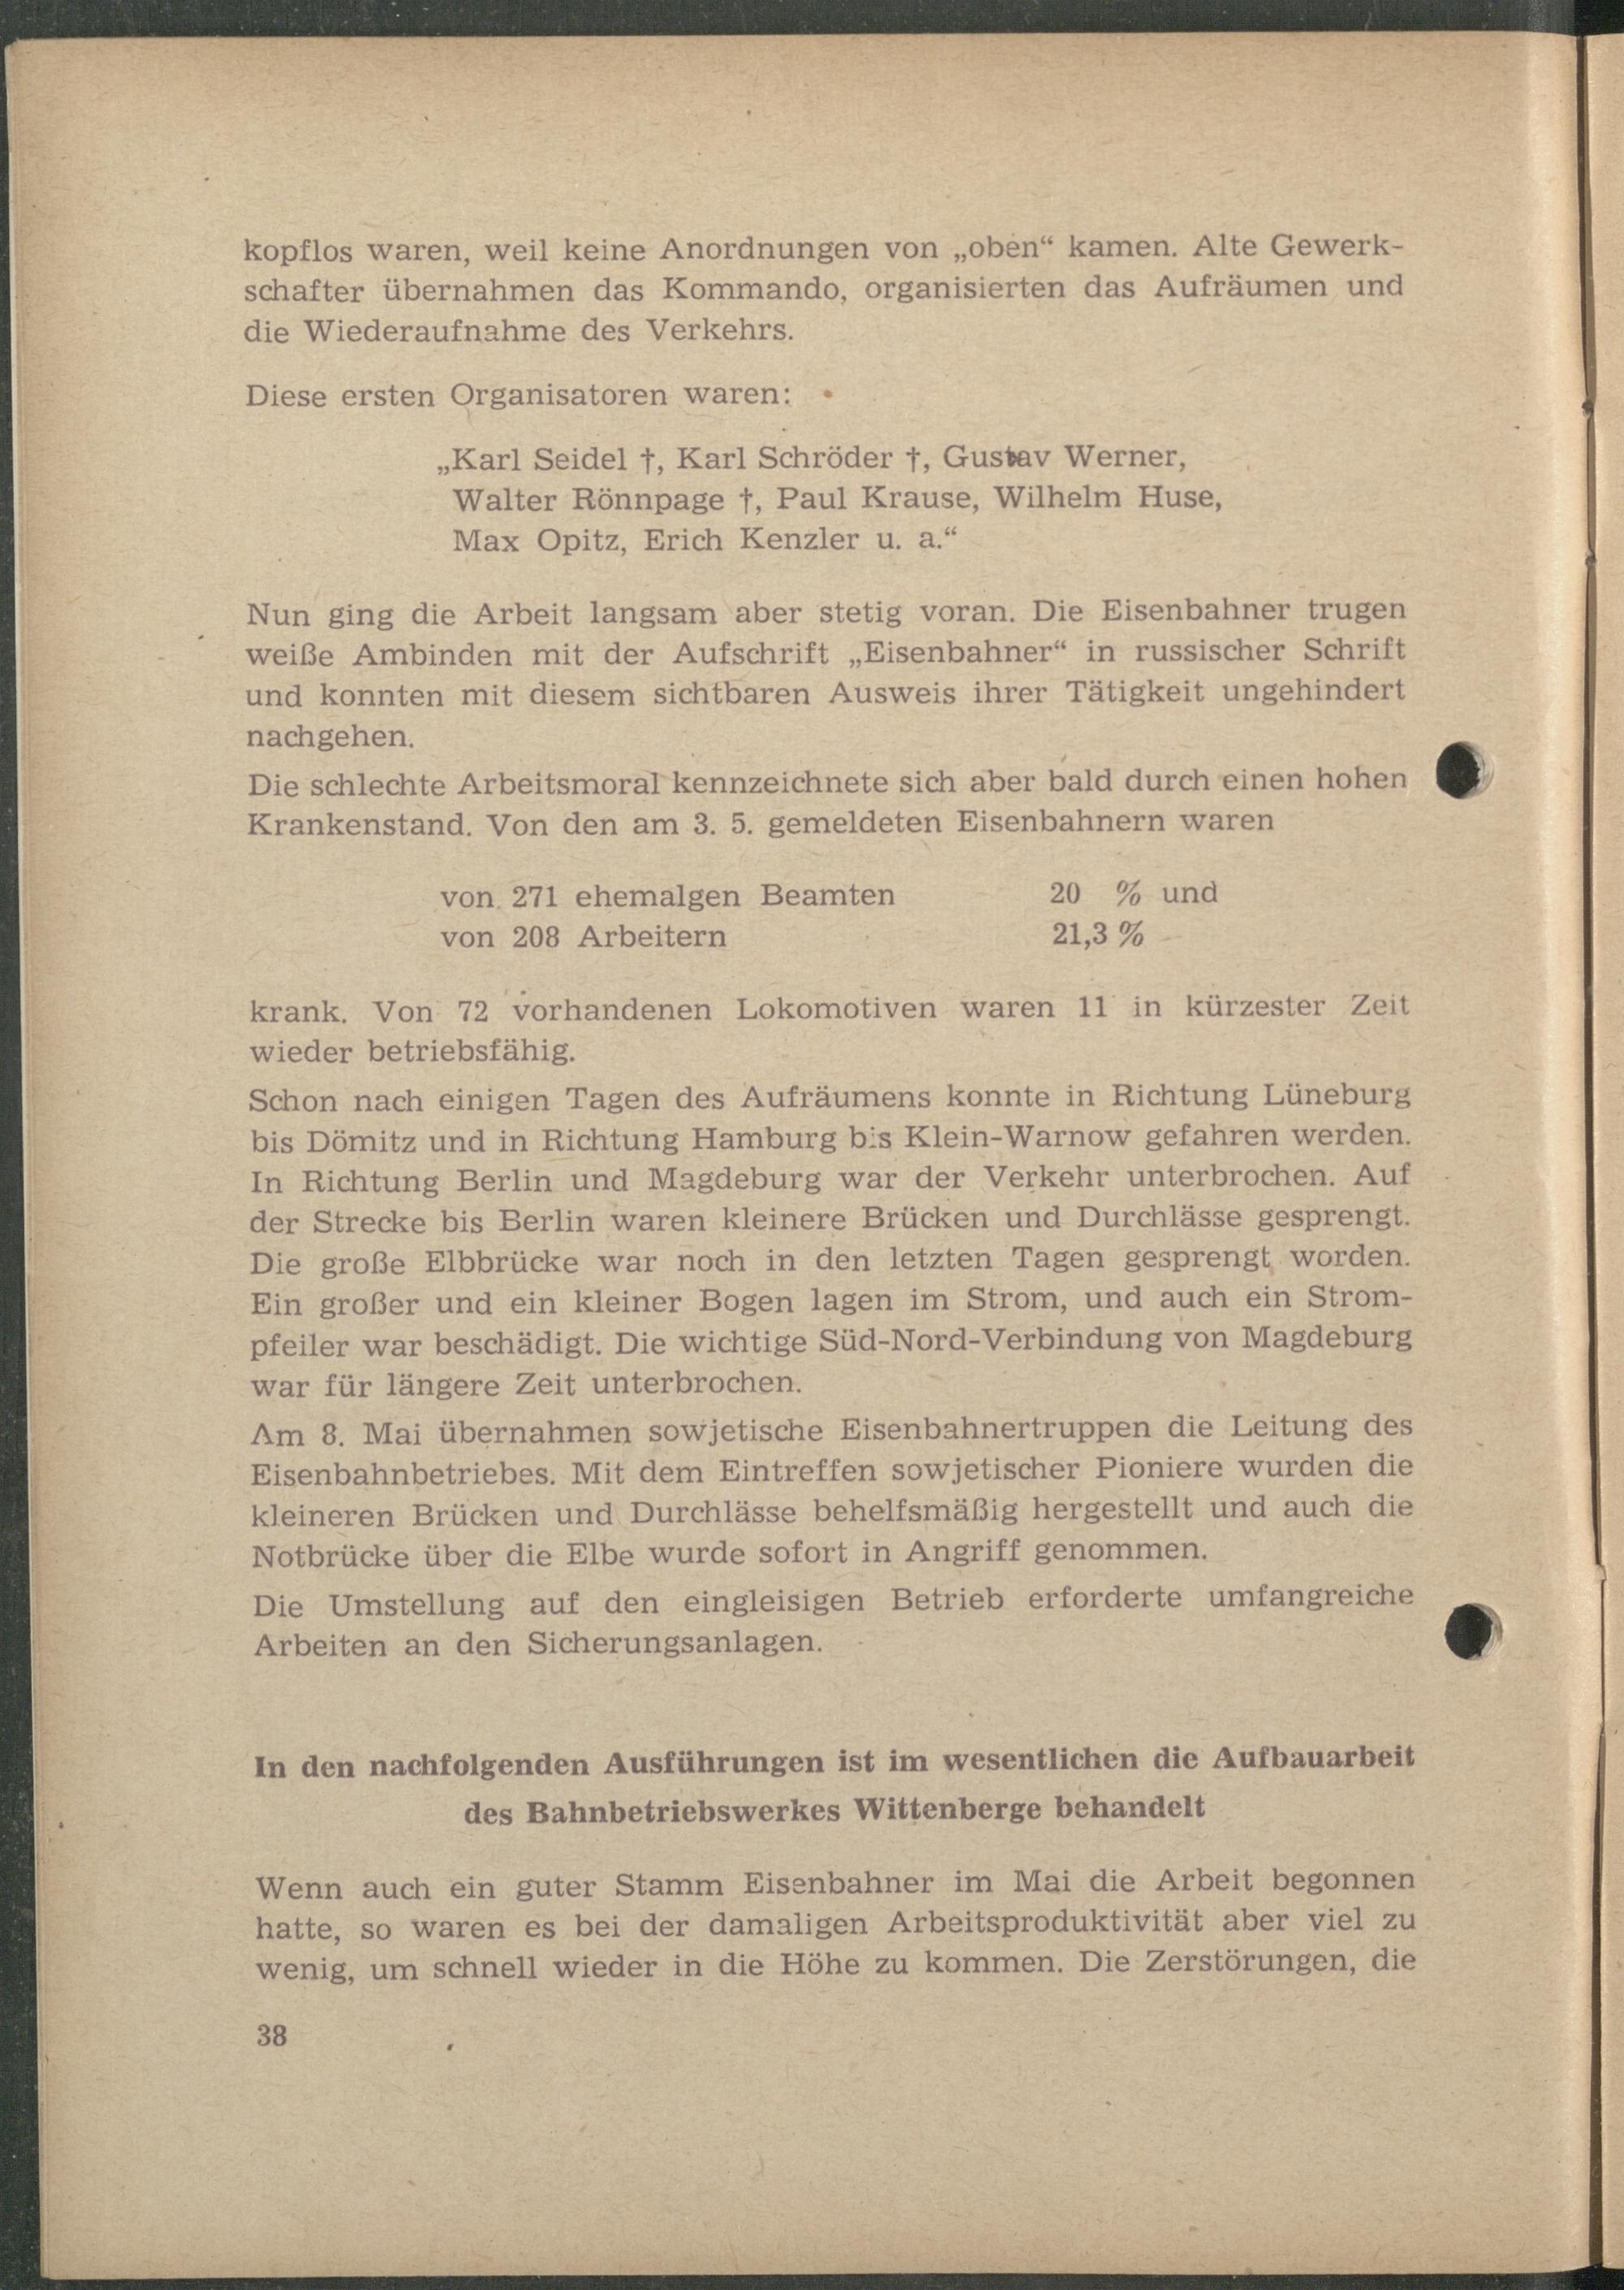 kopflos waren, weil keine Anordnungen von „oben“ kamen. Alte Gewerk-
schafter übernahmen das Kommando, organisierten das Aufräumen und
die Wiederaufnahme des Verkehrs.
Diese ersten Organisatoren waren:
„Karl Seidel †, Karl Schröder †, Gustav Werner,
Walter Rönnpage †, Paul Krause, Wilhelm Huse,
Max Opitz, Erich Kenzler u. a.“
Nun ging die Arbeit langsam aber stetig voran. Die Eisenbahner trugen
weiße Ambinden mit der Aufschrift „Eisenbahner“ in russischer Schrift
und konnten mit diesem sichtbaren Ausweis ihrer Tätigkeit ungehindert
nachgehen.
Die schlechte Arbeitsmoral kennzeichnete sich aber bald durch einen hohen
Krankenstand. Von den am 3. 5. gemeldeten Eisenbahnern waren
von 271 ehemalgen Beamten 20 % und
von 208 Arbeitern 21,3 %
krank. Von 72 vorhandenen Lokomotiven waren 11 in kürzester Zeit
wieder betriebsfähig.
Schon nach einigen Tagen des Aufräumens konnte in Richtung Lüneburg
bis Dömitz und in Richtung Hamburg bis Klein-Warnow gefahren werden.
In Richtung Berlin und Magdeburg war der Verkehr unterbrochen. Auf
der Strecke bis Berlin waren kleinere Brücken und Durchlässe gesprengt.
Die große Elbbrücke war noch in den letzten Tagen gesprengt worden.
Ein großer und ein kleiner Bogen lagen im Strom, und auch ein Strom-
pfeiler war beschädigt. Die wichtige Süd-Nord-Verbindung von Magdeburg
war für längere Zeit unterbrochen.
Am 8. Mai übernahmen sowjetische Eisenbahnertruppen die Leitung des
Eisenbahnbetriebes. Mit dem Eintreffen sowjetischer Pioniere wurden die
kleineren Brücken und Durchlässe behelfsmäßig hergestellt und auch die
Notbrücke über die Elbe wurde sofort in Angriff genommen.
Die Umstellung auf den eingleisigen Betrieb erforderte umfangreiche
Arbeiten an den Sicherungsanlagen.
In den nachfolgenden Ausführungen ist im wesentlichen die Aufbauarbeit
des Bahnbetriebswerkes Wittenberge behandelt
Wenn auch ein guter Stamm Eisenbahner im Mai die Arbeit begonnen
hatte, so waren es bei der damaligen Arbeitsproduktivität aber viel zu
wenig, um schnell wieder in die Höhe zu kommen. Die Zerstörungen, die
38